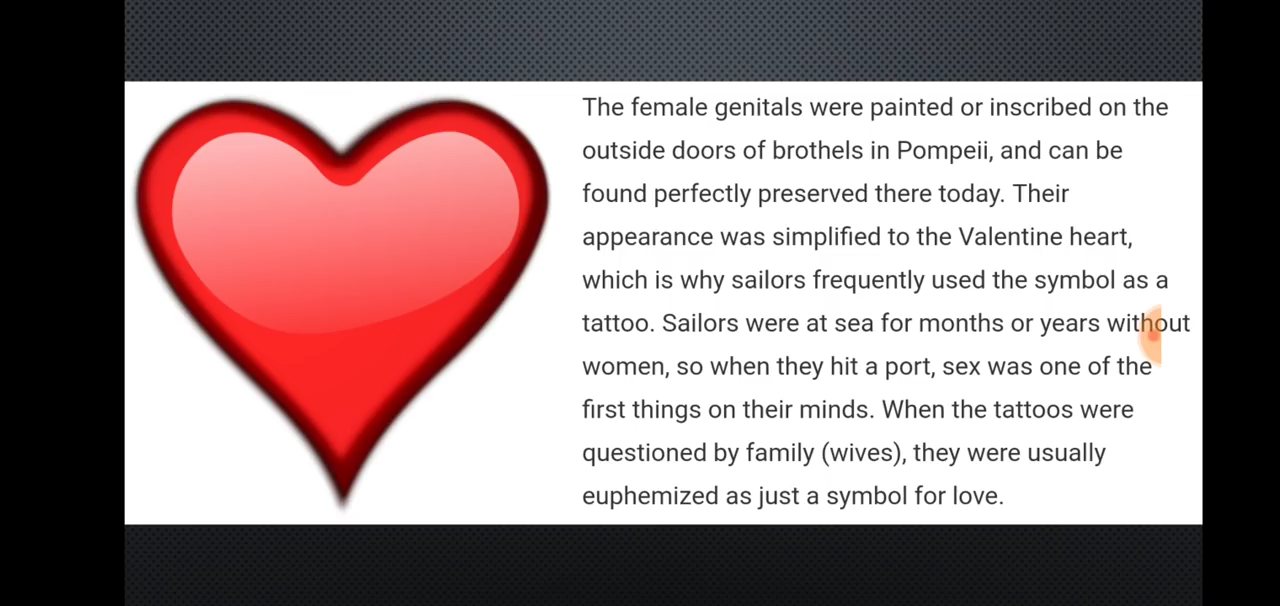 The female genitals were painted or inscribed on the
outside doors of brothels in Pompeii, and can be
found perfectly preserved there today. Their
appearance was simplified to the Valentine heart,
which is why sailors frequently used the symbol as a
tattoo. Sailors were at sea for months or years without
women, so when they hit a port, sex was one of the
first things on their minds. When the tattoos were
questioned by family (wives), they were usually
euphemized as just a symbol for love.